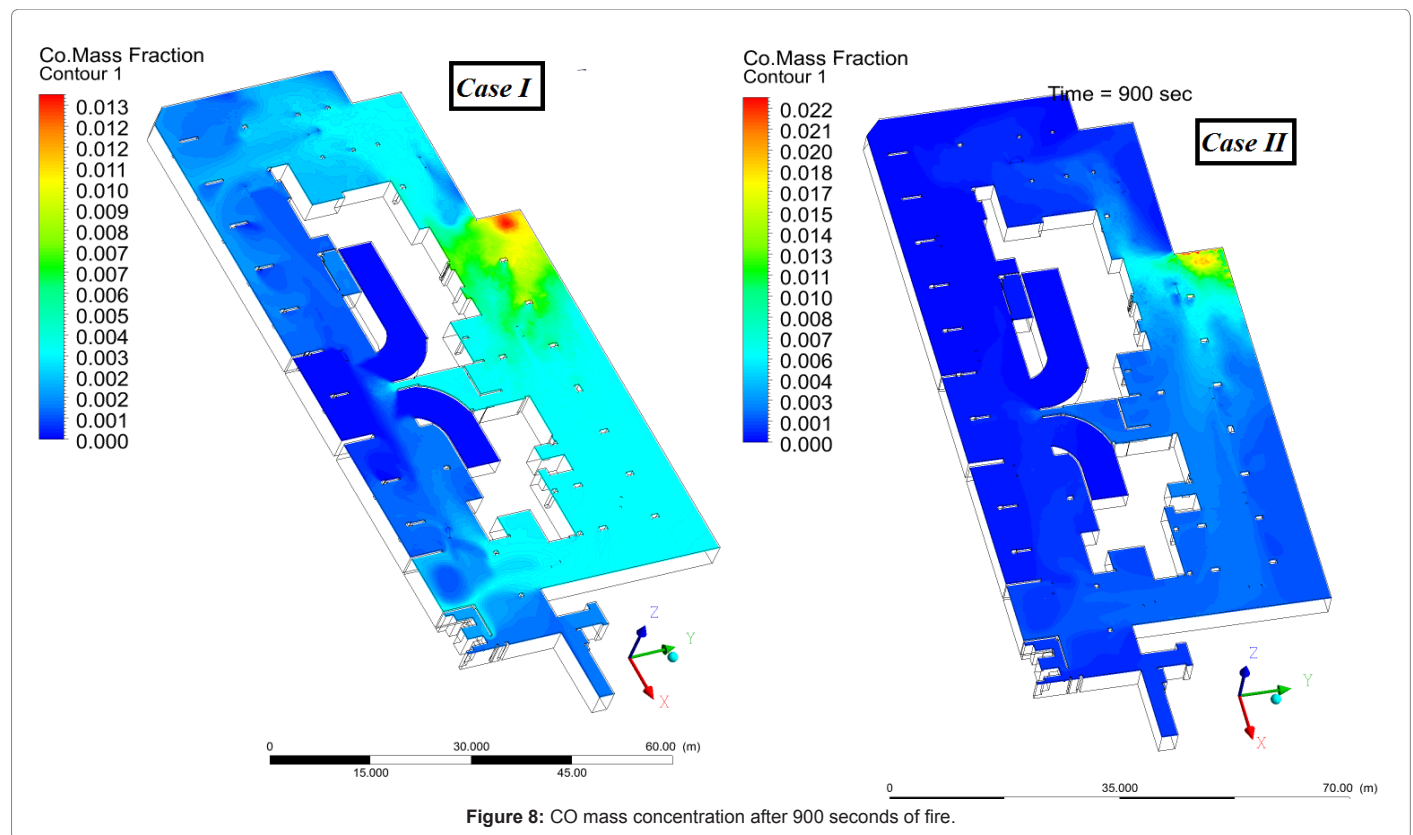 Co.Mass Fraction
Contour 1
Case I
0.013
0.012
0.012
0.011
0.010
0.009
0.008
0.007
0.007
0.006
0.005
0.004
0.003
0.002
0.002
0.001
0.000
Z
Y
X
0
30.000
60.00 (m)
15.000
45.00
Co.Mass Fraction
Contour 1
Time = 900 sec
Case II
0.022
0.021
0.020
0.018
0.017
0.015
0.014
0.013
0.011
0.010
0.008
0.007
0.006
0.004
0.003
0.001
0.000
Z
Y
X
0
35.000
70.00 (m)
Figure 8: CO mass concentration after 900 seconds of fire.